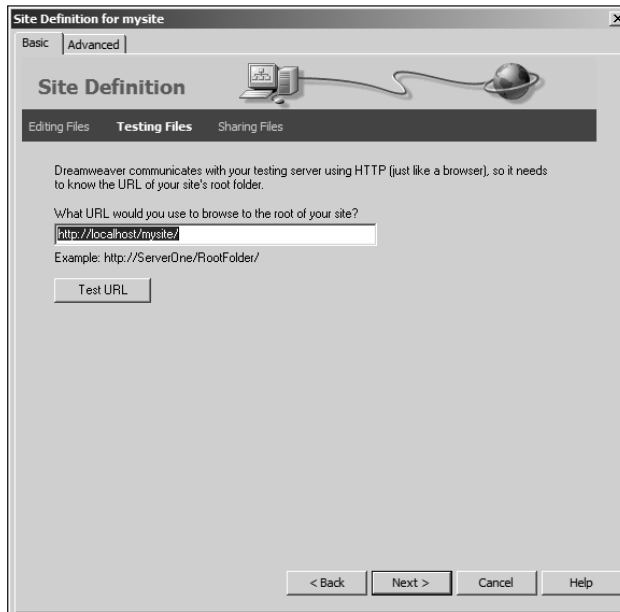 Site Definition for mysite
Basic Advanced
Site Definition
Editing Files Testing Files Sharing Files
Dreamweaver communicates with your testing server using HTTP (just like a browser), so it needs
to know the URL of your site's root folder.
What URL would you use to browse to the root of your site?
http://localhost/mysite/
Example: http://ServerOne/RootFolder/
Test URL
< Back Next > Cancel Help